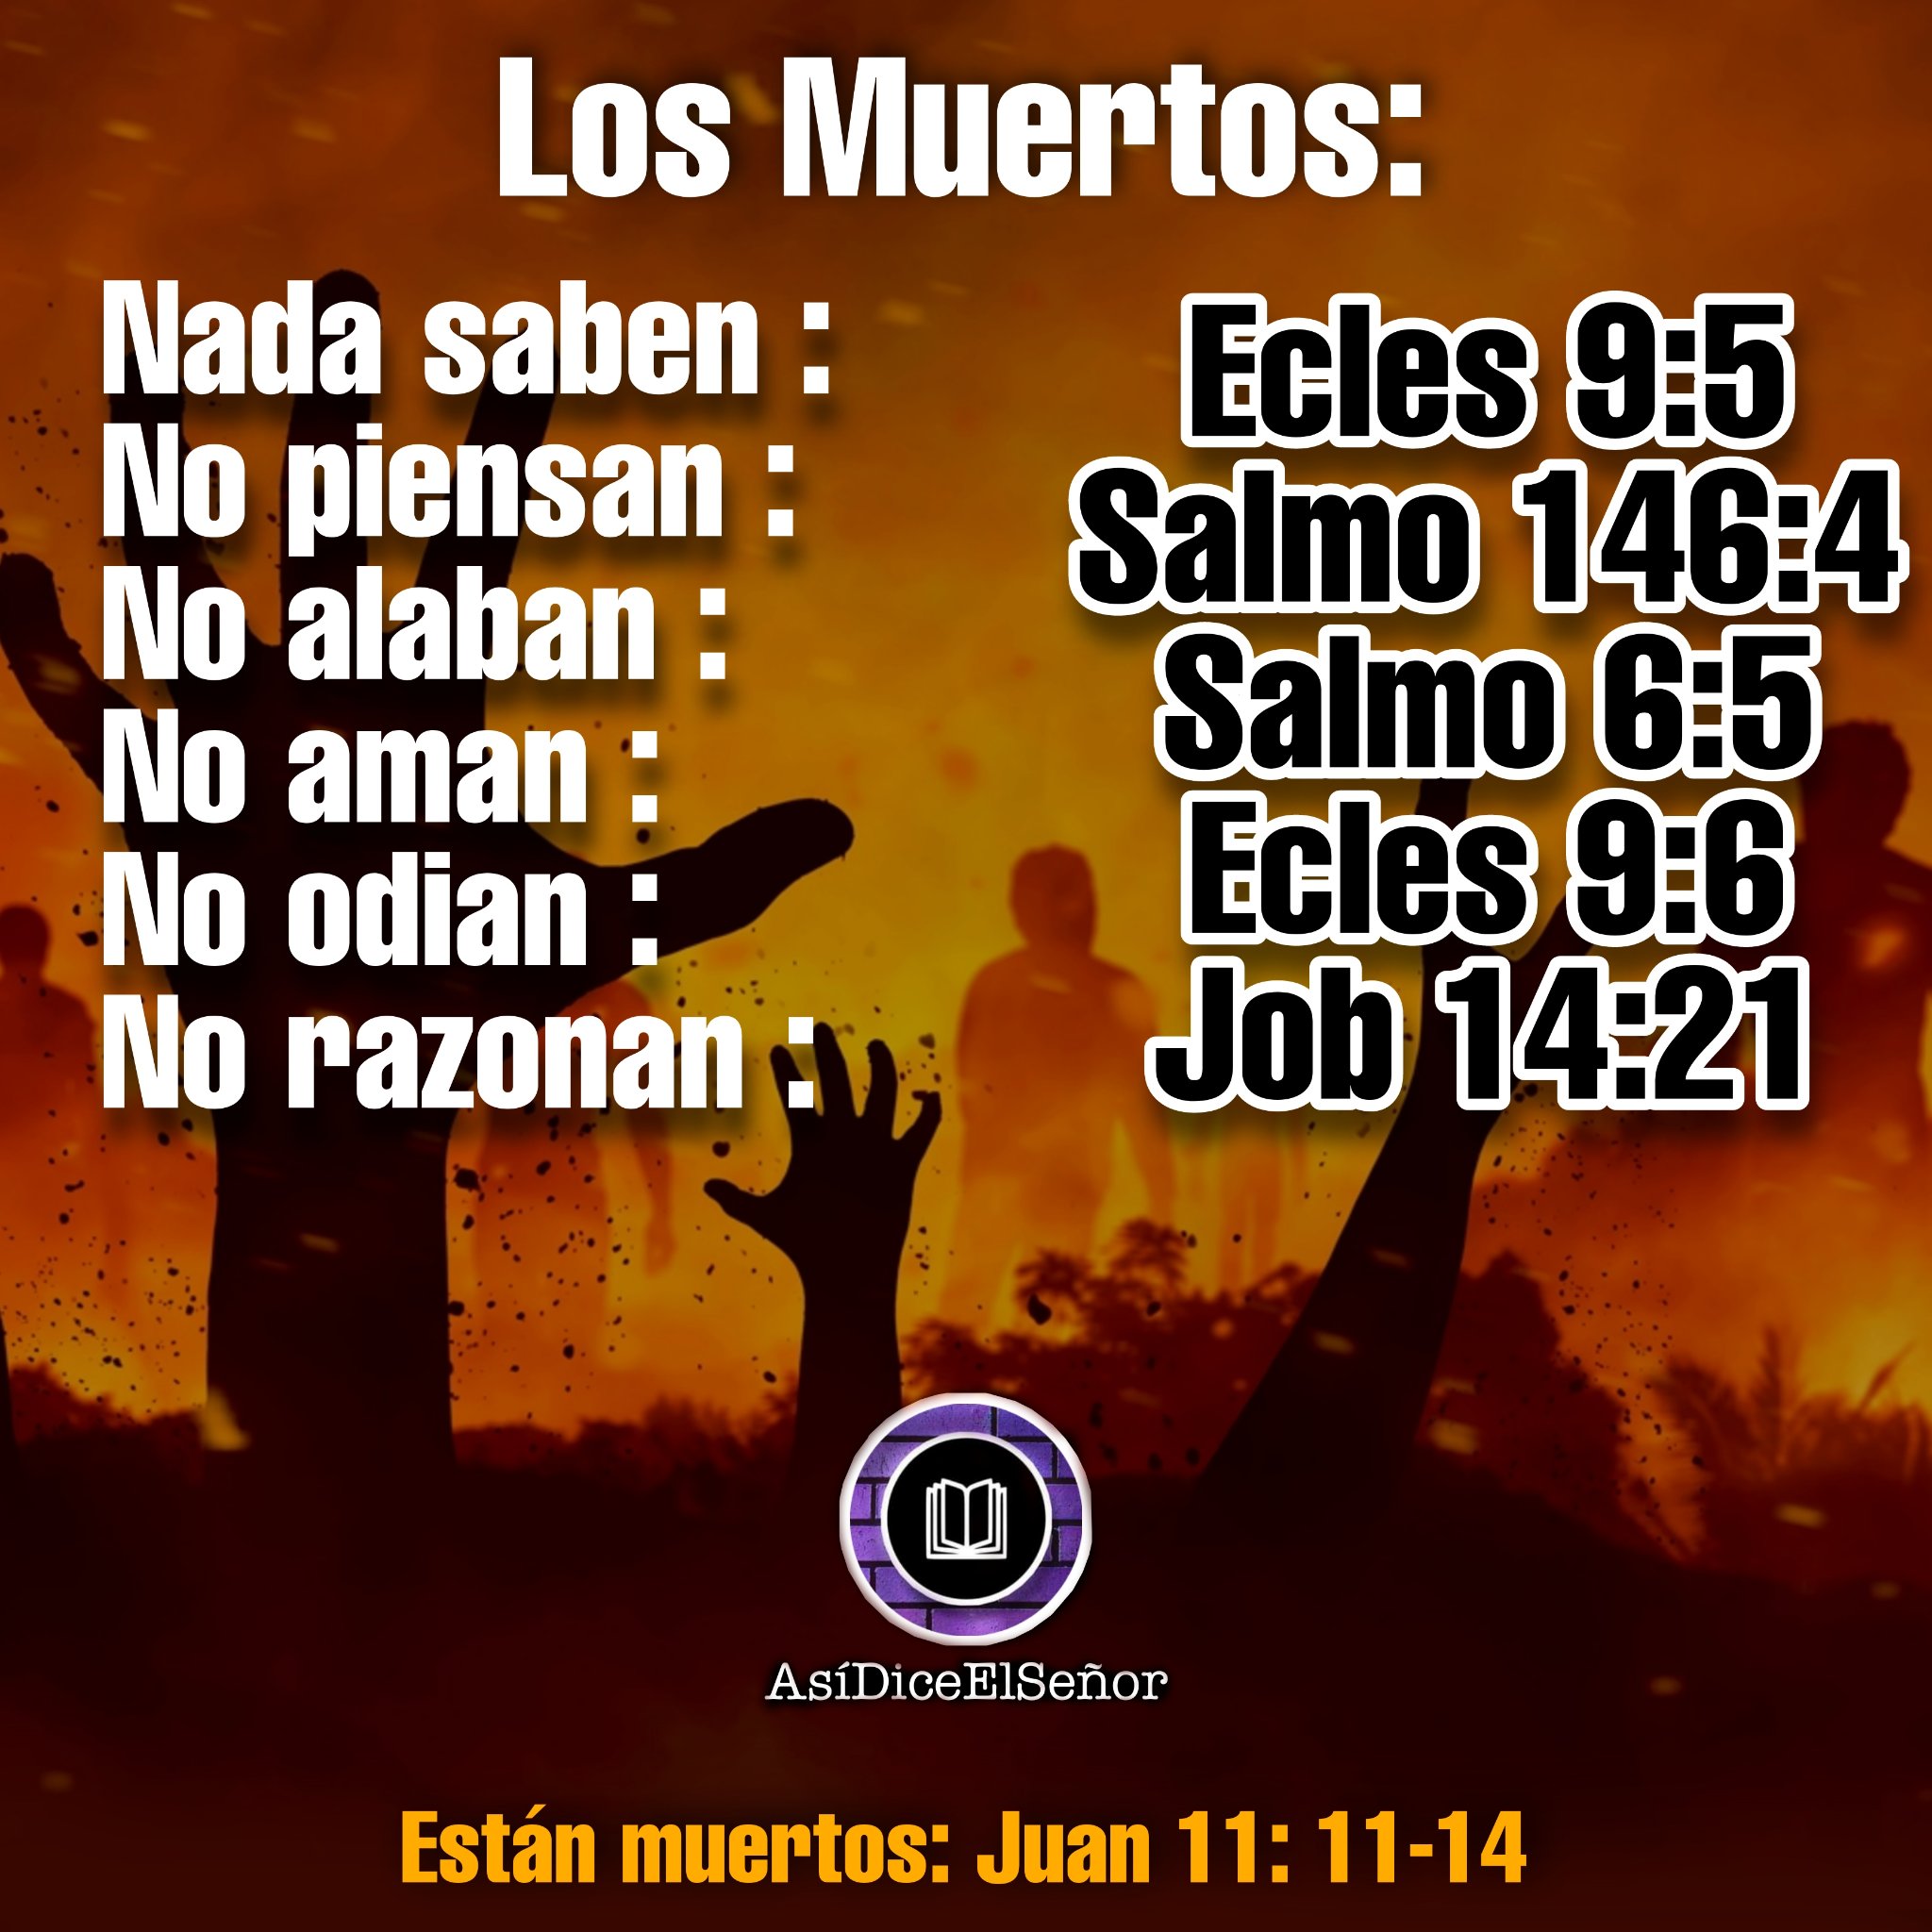 Los Muertos:
Nada saben :
No piensan :
No alaban :
No aman :
No odian :
No razonan :
Ecles 9:5
Salmo 146:4
Salmo 6:5
Ecles 9:6
Job 14:21
AsíDiceElSeñor
Están muertos: Juan 11: 11-14